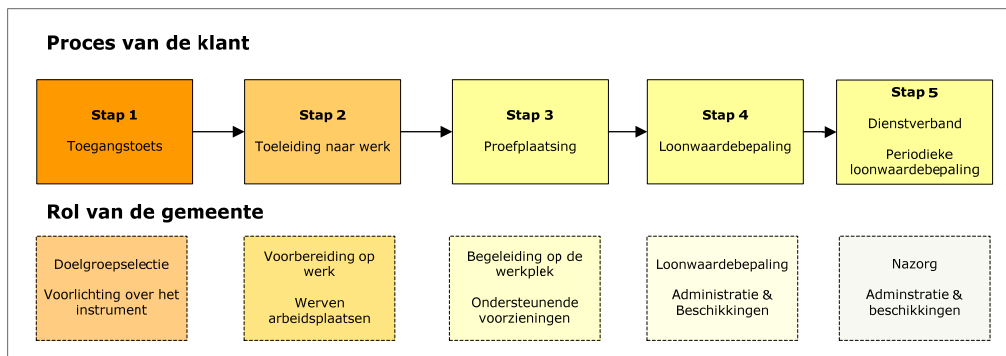 Proces van de klant
Stap 1
Toegangstoets
Stap 2
Toeleiding naar werk
Stap 3
Proefplaatsing
Stap 4
Loonwaardebepaling
Stap 5
Dienstverband
Periodieke
loonwaardebepaling
Rol van de gemeente
Doelgroepselectie
Voorlichting over het
instrument
Voorbereiding op
werk
Werven
arbeidsplaatsen
Begeleiding op de
werkplek
Ondersteunende
voorzieningen
Loonwaardebepaling
Administratie &
Beschikkingen
Nazorg
Adminstratie &
beschikkingen